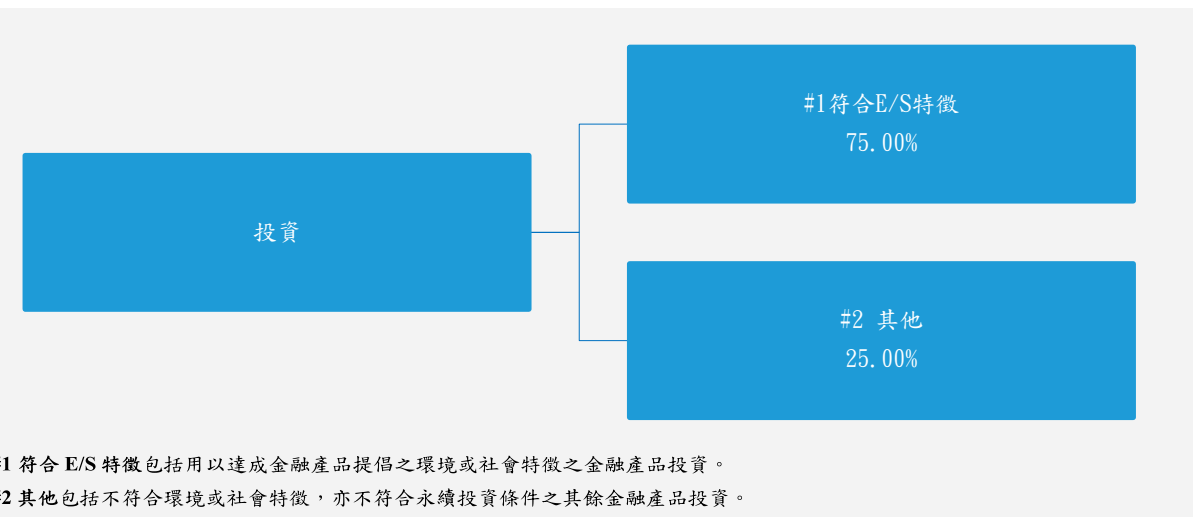 #1符合E/S特徵
75.00%
投資
#2 其他
25.00%
#1 符合 E/S 特徵包括用以達成金融產品提倡之環境或社會特徵之金融產品投資。
#2 其他包括不符合環境或社會特徵，亦不符合永續投資條件之其餘金融產品投資。